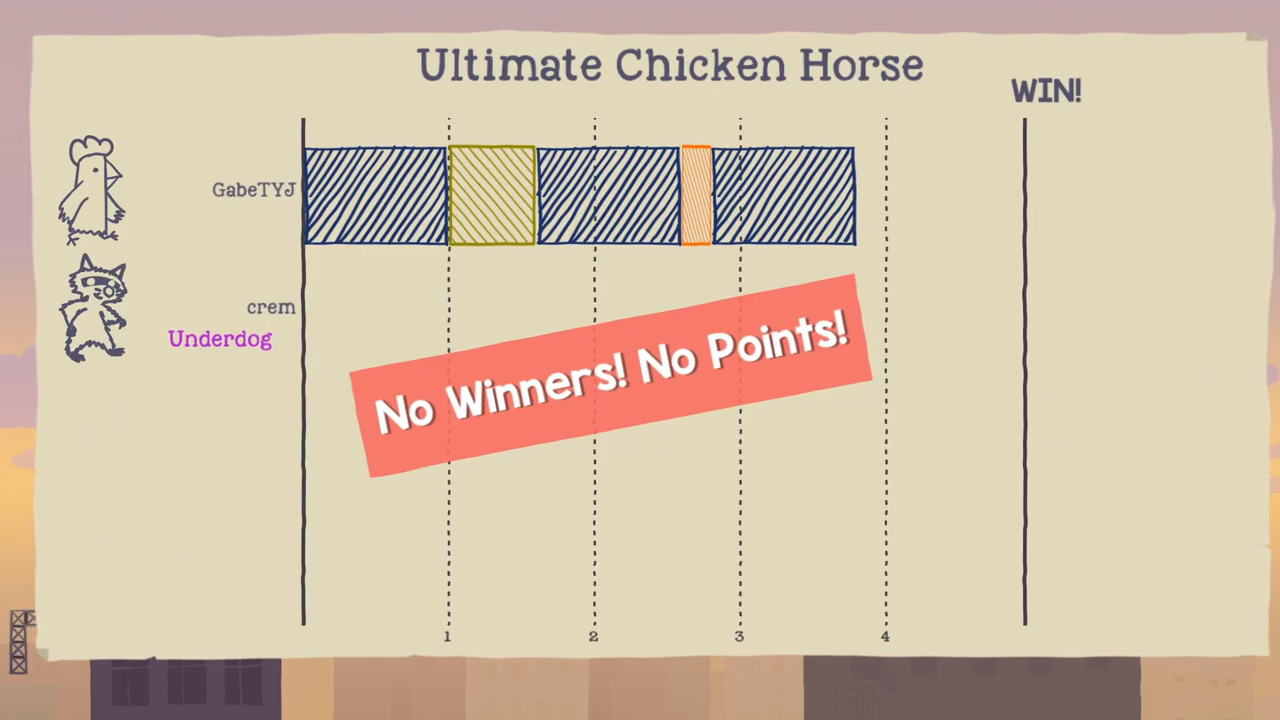 Ultimate Chicken Horse
WIN!
GabeTYJ
crem
Underdog
No Winners! No Points!
1 2 3 4